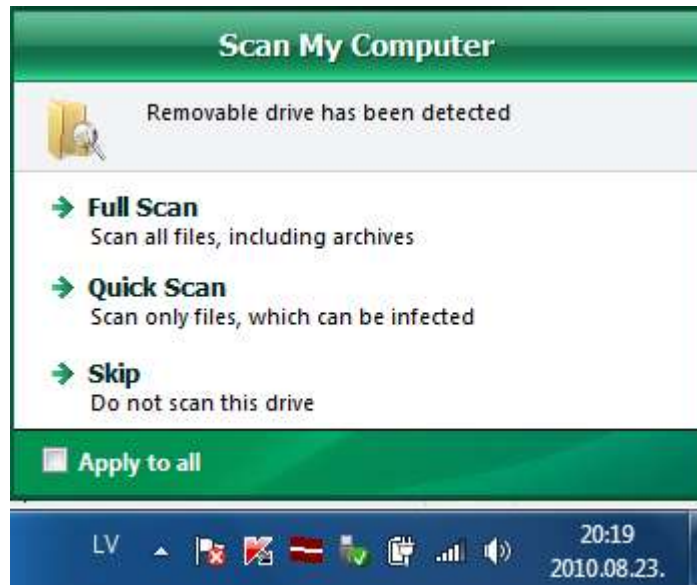 Scan My Computer
Removable drive has been detected
Full Scan
Scan all files, including archives
Quick Scan
Scan only files, which can be infected
Skip
Do not scan this drive
Apply to all
LV
20:19
2010.08.23.